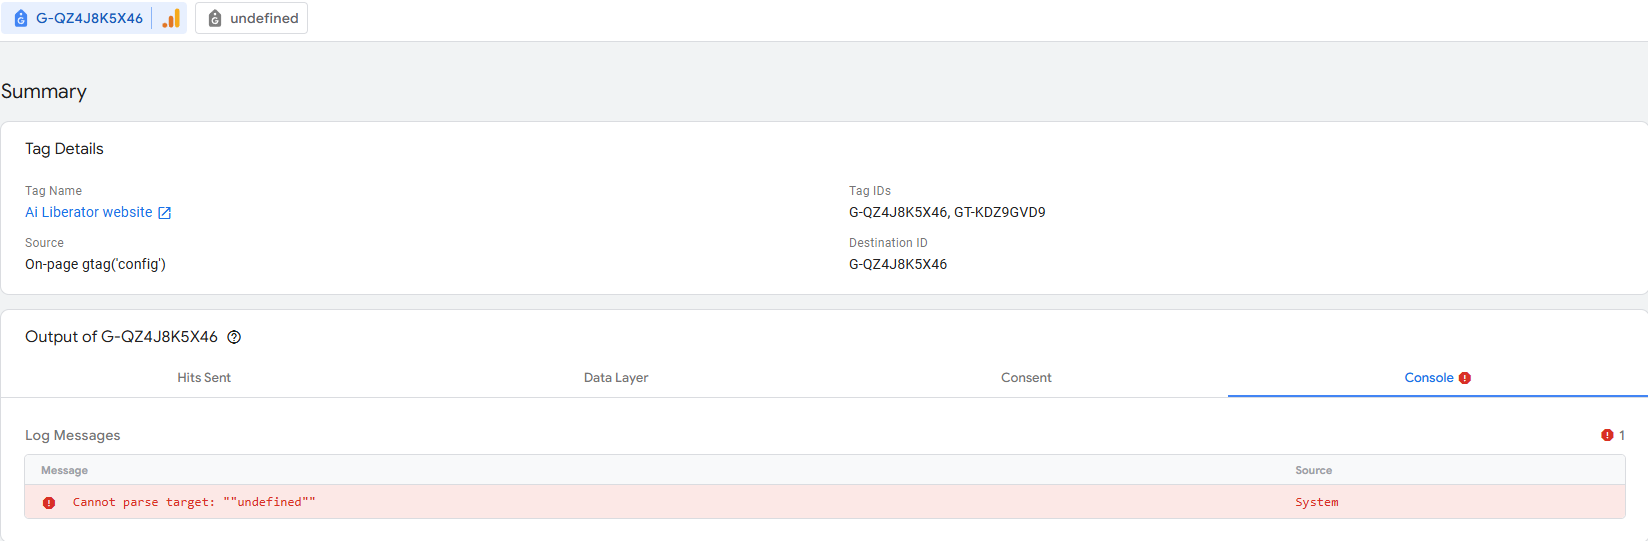 G-QZ4J8K5X46
undefined
Summary
Tag Details
Tag Name
Tag IDs
Ai Liberator website
G-QZ4J8K5X46, GT-KDZ9GVD9
Source
Destination ID
On-page gtag('config')
G-QZ4J8K5X46
Output of G-QZ4J8K5X46
Hits Sent
Data Layer
Consent
Console
Log Messages
1
Message
Source
Cannot parse target: ""undefined""
System